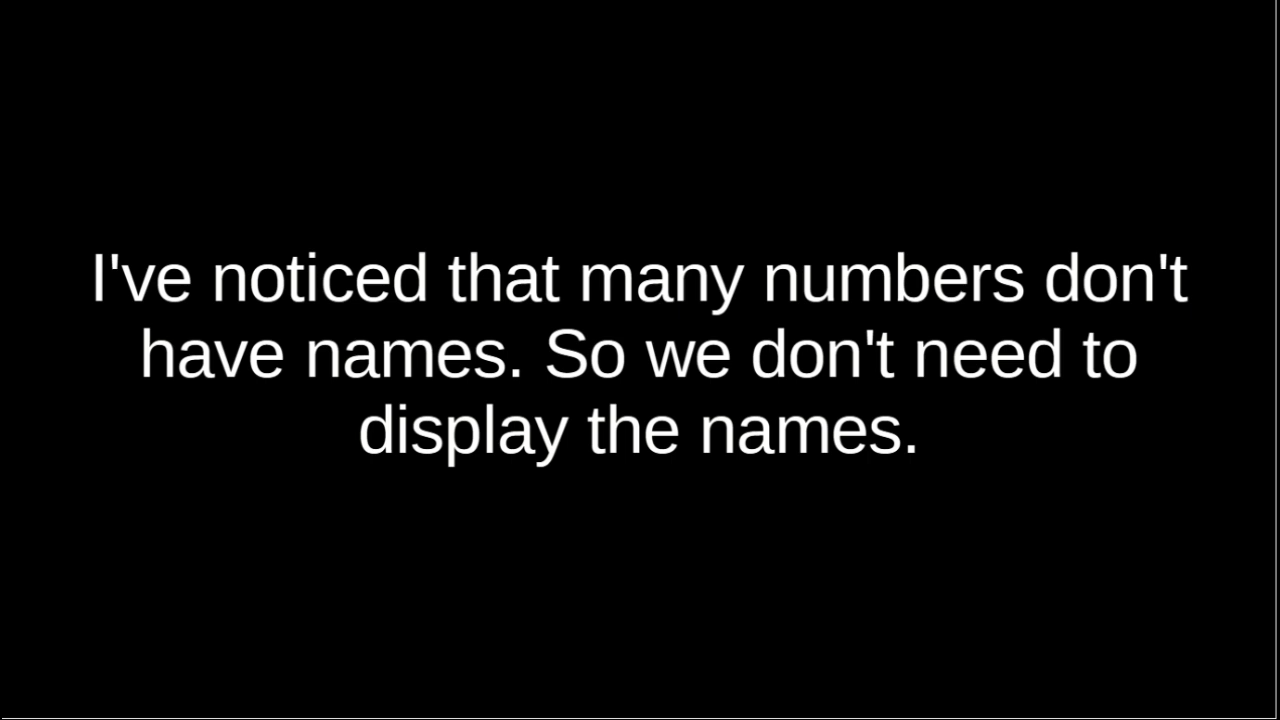 I've noticed that many numbers don't
have names. So we don't need to
display the names.